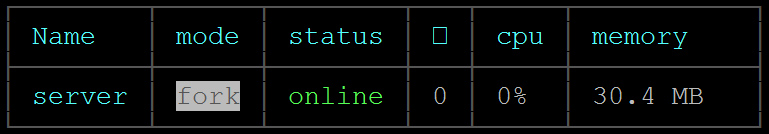 Name mode status cpu memory
server fork online 0 0% 30.4 MB